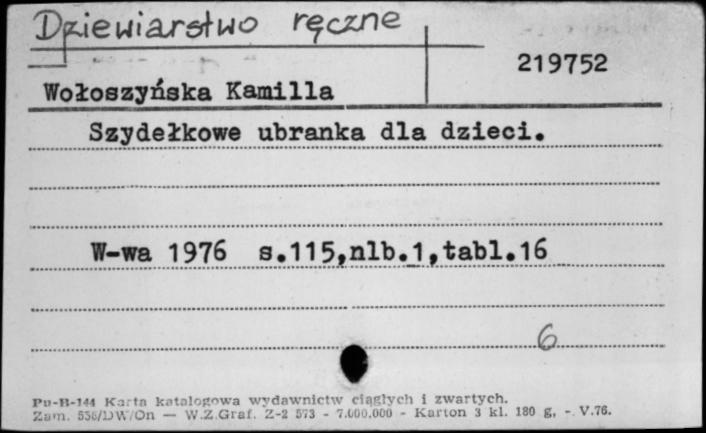 Dziewiarstwo ręczne
219752
Wołoszyńska Kamilla
Szydełkowe ubranka dla dzieci.
W-wa 1976 s.115,nlb.1,tabl.16
6
Pu-B-144 Karta katalogowa wydawnictw ciągłych i zwartych.
Zam. 556/DW/On — W.Z.Graf. Z-2 573 - 7.000.000 - Karton 3 kl. 180 g, - V.76.